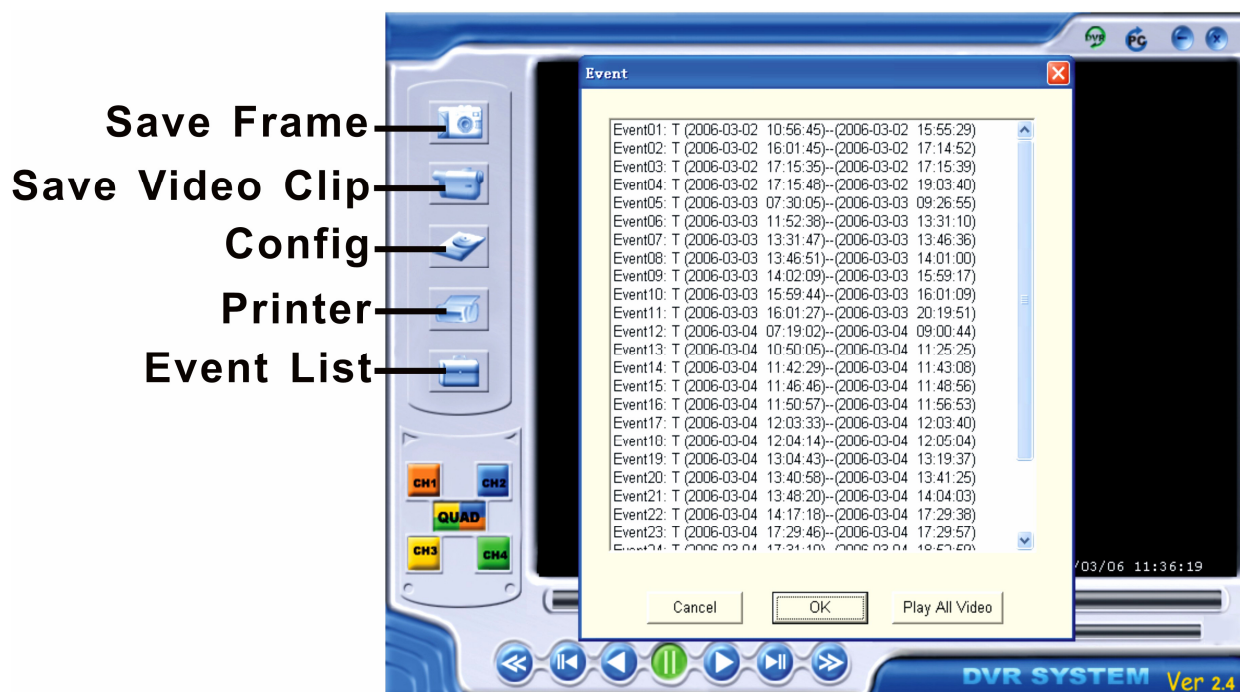 DVR PC
Event
Save Frame
Save Video Clip
Config
Printer
Event List
Event01: T (2006-03-02 10:56:45)--(2006-03-02 15:55:29)
Event02: T (2006-03-02 16:01:45)--(2006-03-02 17:14:52)
Event03: T (2006-03-02 17:15:35)--(2006-03-02 17:15:39)
Event04: T (2006-03-02 17:15:48)--(2006-03-02 19:03:40)
Event05: T (2006-03-03 07:30:05)--(2006-03-03 09:26:55)
Event06: T (2006-03-03 11:52:38)--(2006-03-03 13:31:10)
Event07: T (2006-03-03 13:31:47)--(2006-03-03 13:46:36)
Event08: T (2006-03-03 13:46:51)--(2006-03-03 14:01:00)
Event09: T (2006-03-03 14:02:09)--(2006-03-03 15:59:17)
Event10: T (2006-03-03 15:59:44)--(2006-03-03 16:01:09)
Event11: T (2006-03-03 16:01:27)--(2006-03-03 20:19:51)
Event12: T (2006-03-04 07:19:02)--(2006-03-04 09:00:44)
Event13: T (2006-03-04 10:50:05)--(2006-03-04 11:25:25)
Event14: T (2006-03-04 11:42:29)--(2006-03-04 11:43:08)
Event15: T (2006-03-04 11:46:46)--(2006-03-04 11:48:56)
Event16: T (2006-03-04 11:50:57)--(2006-03-04 11:56:53)
Event17: T (2006-03-04 12:03:33)--(2006-03-04 12:03:40)
Event18: T (2006-03-04 12:04:14)--(2006-03-04 12:05:04)
Event19: T (2006-03-04 13:04:43)--(2006-03-04 13:19:37)
Event20: T (2006-03-04 13:40:58)--(2006-03-04 13:41:25)
Event21: T (2006-03-04 13:48:20)--(2006-03-04 14:04:03)
Event22: T (2006-03-04 14:17:18)--(2006-03-04 17:29:38)
Event23: T (2006-03-04 17:29:46)--(2006-03-04 17:29:57)
CH1 CH2
QUAD
CH3 CH4
/03/06 11:36:19
Cancel OK Play All Video
DVR SYSTEM Ver 2.4